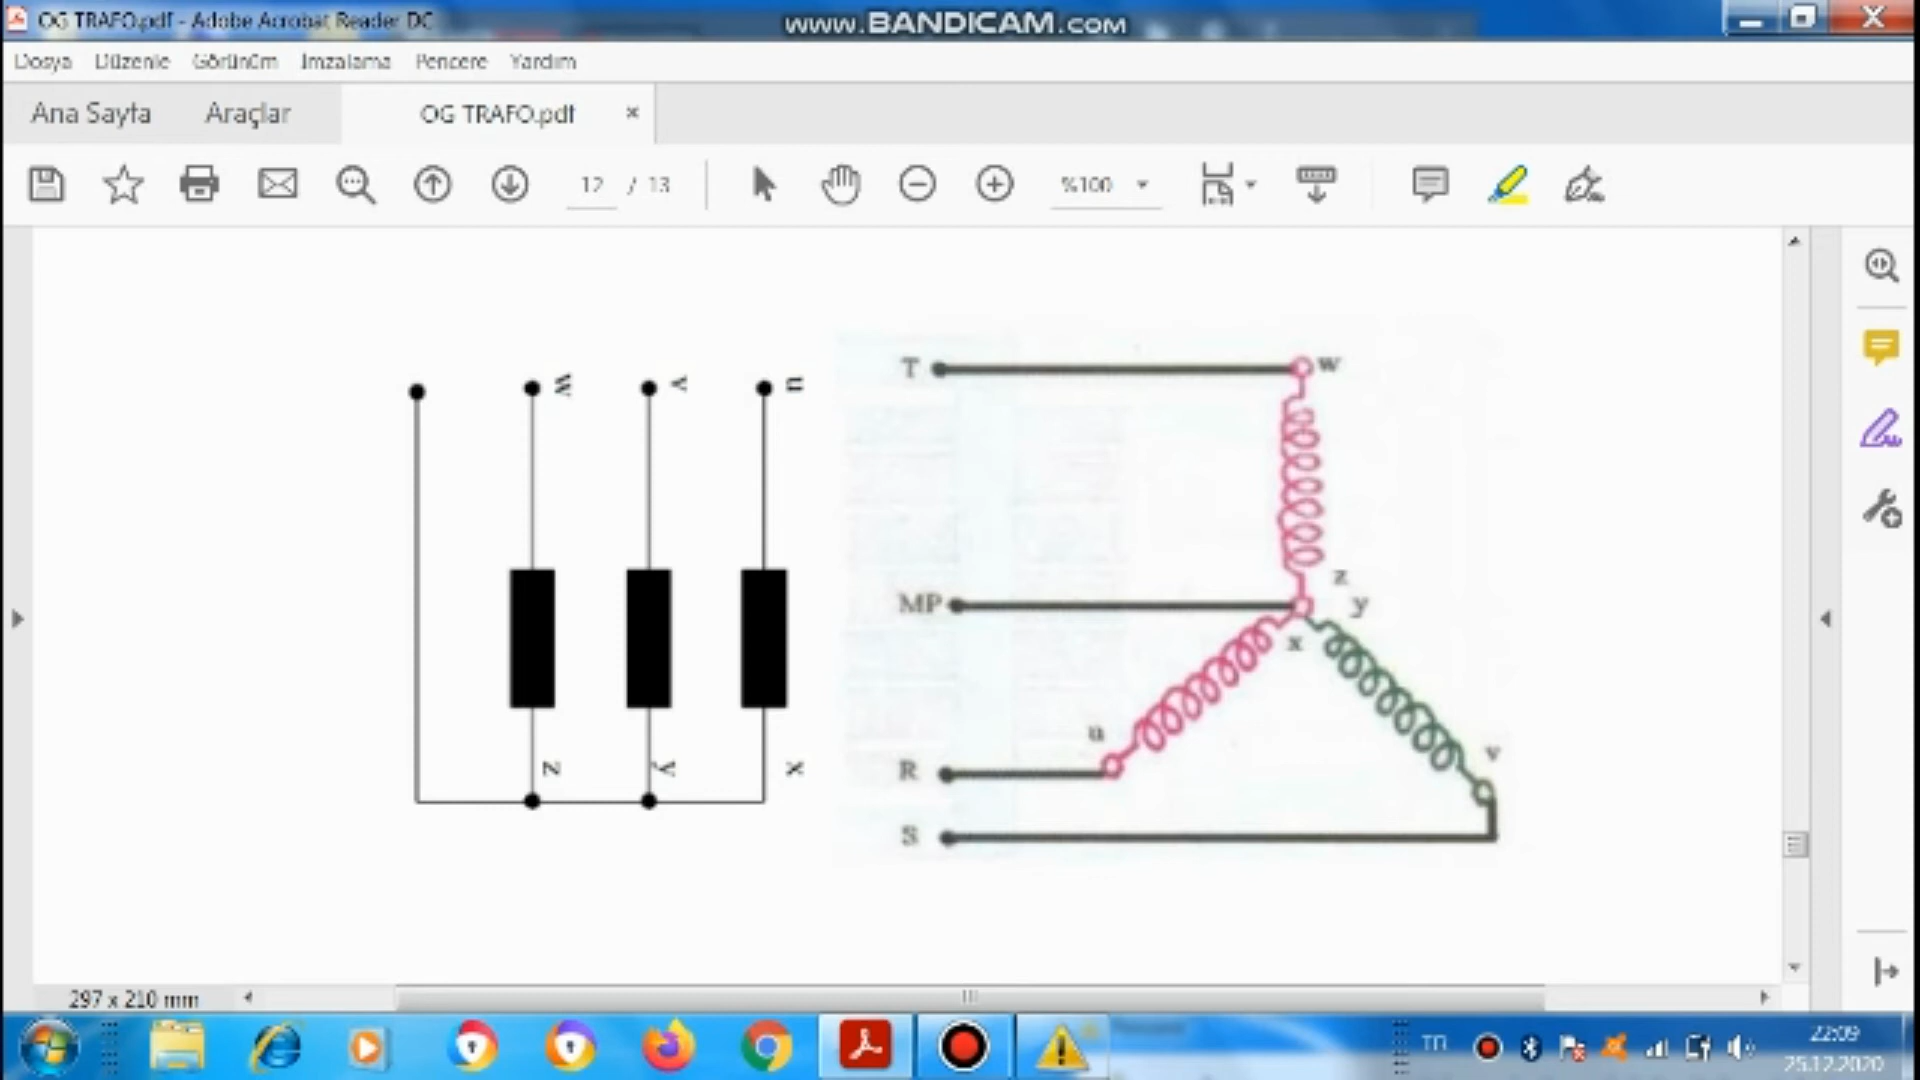 OG TRAFO.pdf - Adobe Acrobat Reader DC
www.BANDICAM.com
Dosya Düzenle Görünüm İmzalama Pencere Yardım
Ana Sayfa Araçlar OG TRAFO.pdf ×
12 / 13 %100
w v u
z y x
T w
z
MP y
x
u
v
R
S
297 x 210 mm
TR
22:09
25.12.2020